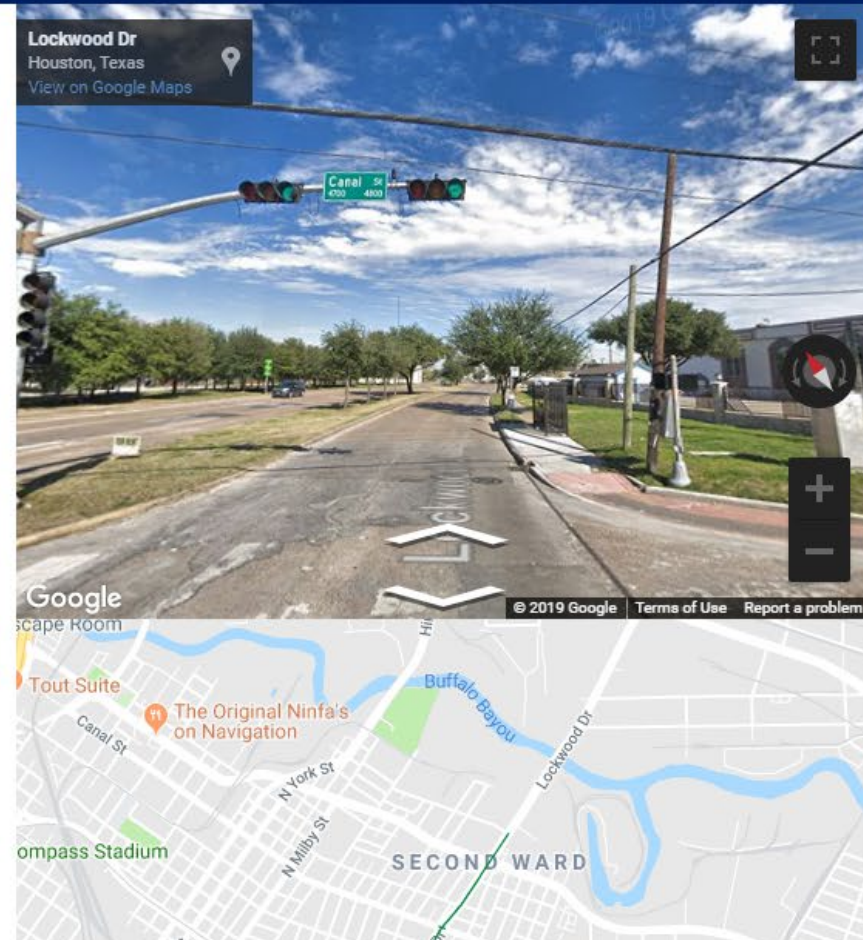 Lockwood Dr
Houston, Texas
View on Google Maps
Canal St
4700 4800
Lockwood
Google
© 2019 Google Terms of Use Report a problem
scape Room
Tout Suite
The Original Ninfa's
on Navigation
Canal St
Buffalo
Bayou
Lockwood Dr
N York St
N Milby St
ompass Stadium
SECOND WARD